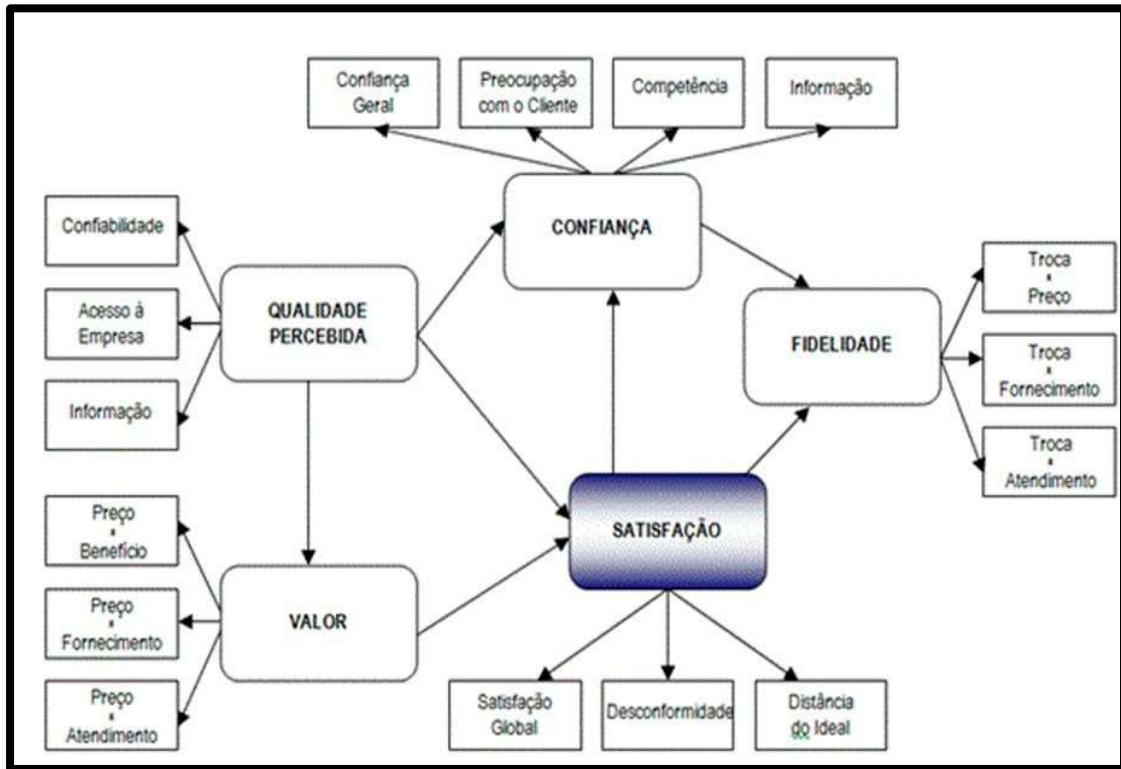 Confiança
Geral
Preocupação
com o Cliente
Competência
Informação
CONFIANÇA
Confiabilidade
Acesso à
Empresa
Informação
QUALIDADE
PERCEBIDA
FIDELIDADE
Troca
x
Preço
Troca
x
Fornecimento
Troca
x
Atendimento
Preço
x
Benefício
Preço
x
Fornecimento
Preço
x
Atendimento
VALOR
SATISFAÇÃO
Satisfação
Global
Desconformidade
Distância
do Ideal